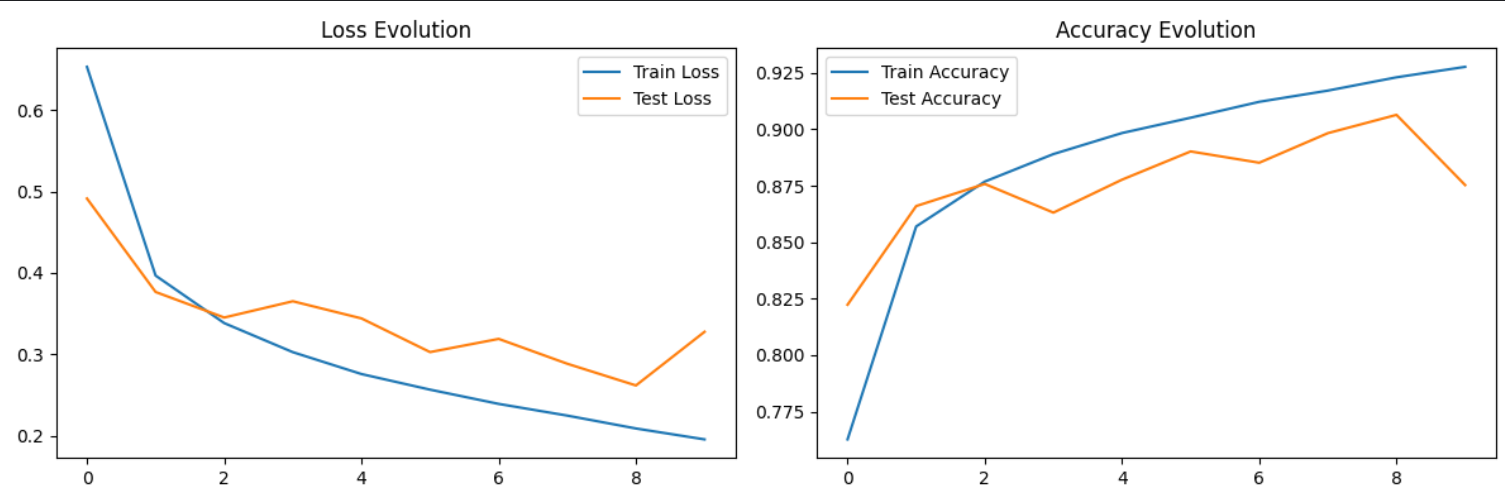 Loss Evolution
Train Loss
Test Loss
0.6
0.5
0.4
0.3
0.2
0 2 4 6 8
Accuracy Evolution
Train Accuracy
Test Accuracy
0.925
0.900
0.875
0.850
0.825
0.800
0.775
0 2 4 6 8